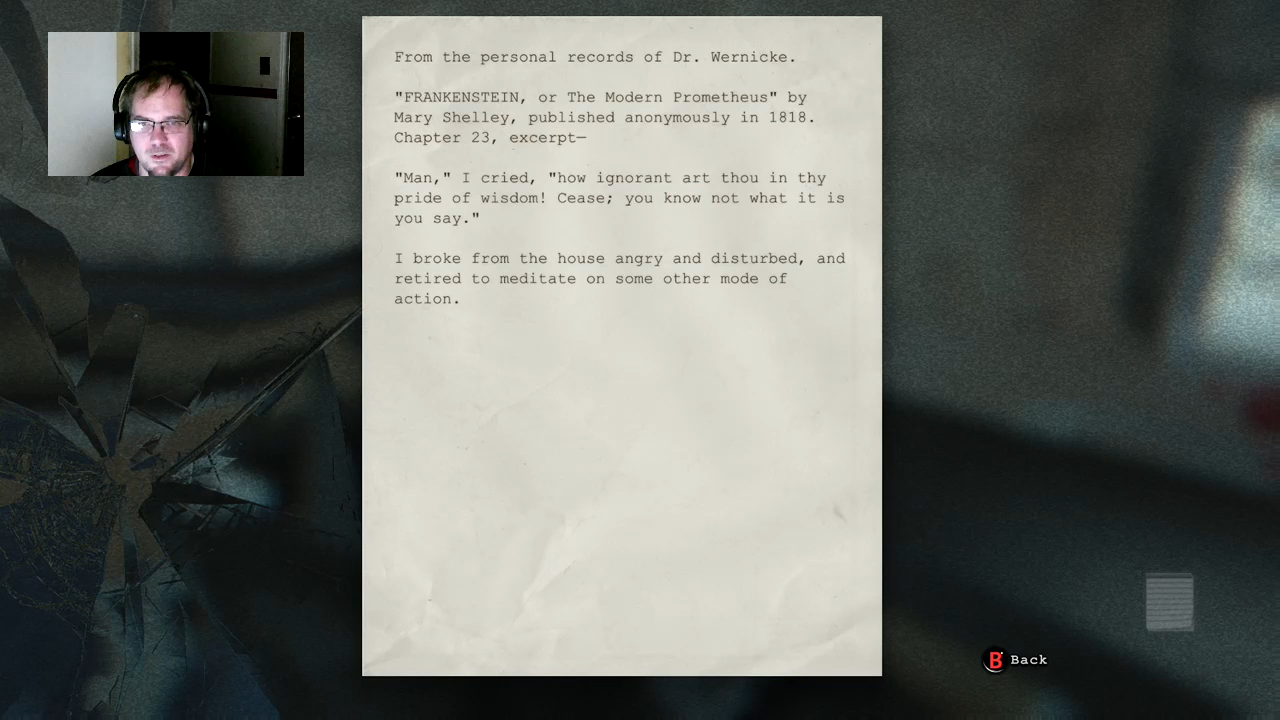 From the personal records of Dr. Wernicke.
"FRANKENSTEIN, or The Modern Prometheus" by
Mary Shelley, published anonymously in 1818.
Chapter 23, excerpt—
"Man," I cried, "how ignorant art thou in thy
pride of wisdom! Cease; you know not what it is
you say."
I broke from the house angry and disturbed, and
retired to meditate on some other mode of
action.
B Back